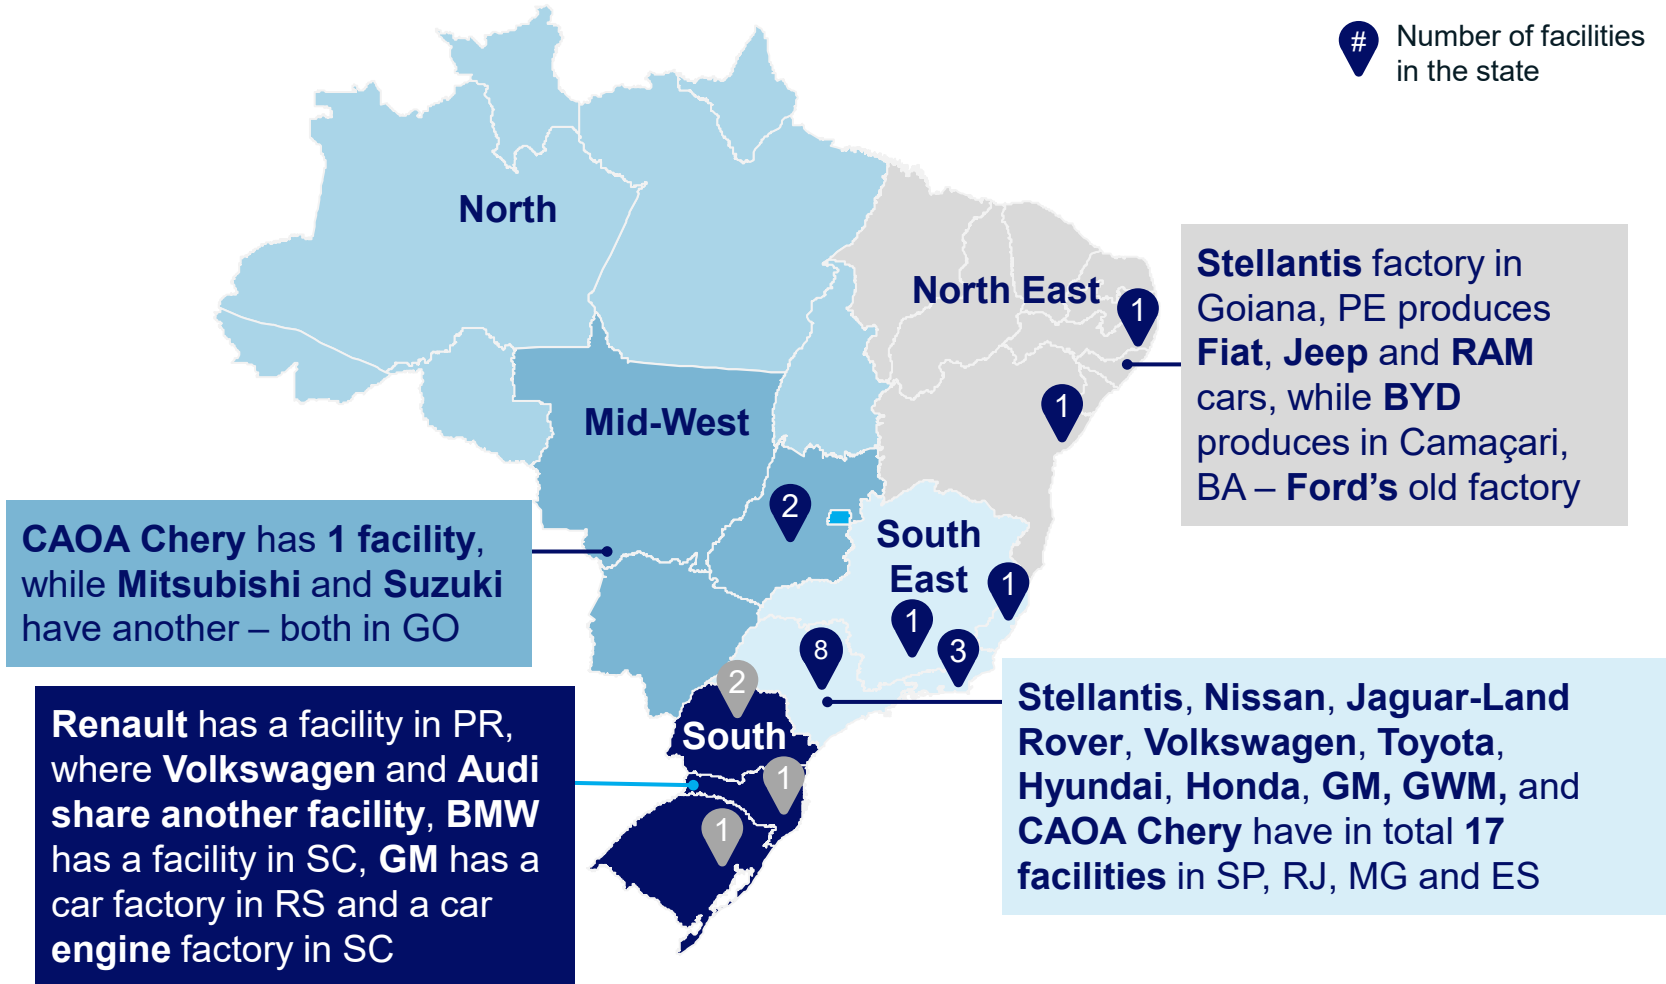 # Number of facilities
in the state
North
North East
1
1
Stellantis factory in
Goiana, PE produces
Fiat, Jeep and RAM
cars, while BYD
produces in Camaçari,
BA – Ford’s old factory
Mid-West
2
CAOA Chery has 1 facility,
while Mitsubishi and Suzuki
have another – both in GO
South
East
1
1
3
8
Stellantis, Nissan, Jaguar-Land
Rover, Volkswagen, Toyota,
Hyundai, Honda, GM, GWM, and
CAOA Chery have in total 17
facilities in SP, RJ, MG and ES
2
South
1
1
Renault has a facility in PR,
where Volkswagen and Audi
share another facility, BMW
has a facility in SC, GM has a
car factory in RS and a car
engine factory in SC